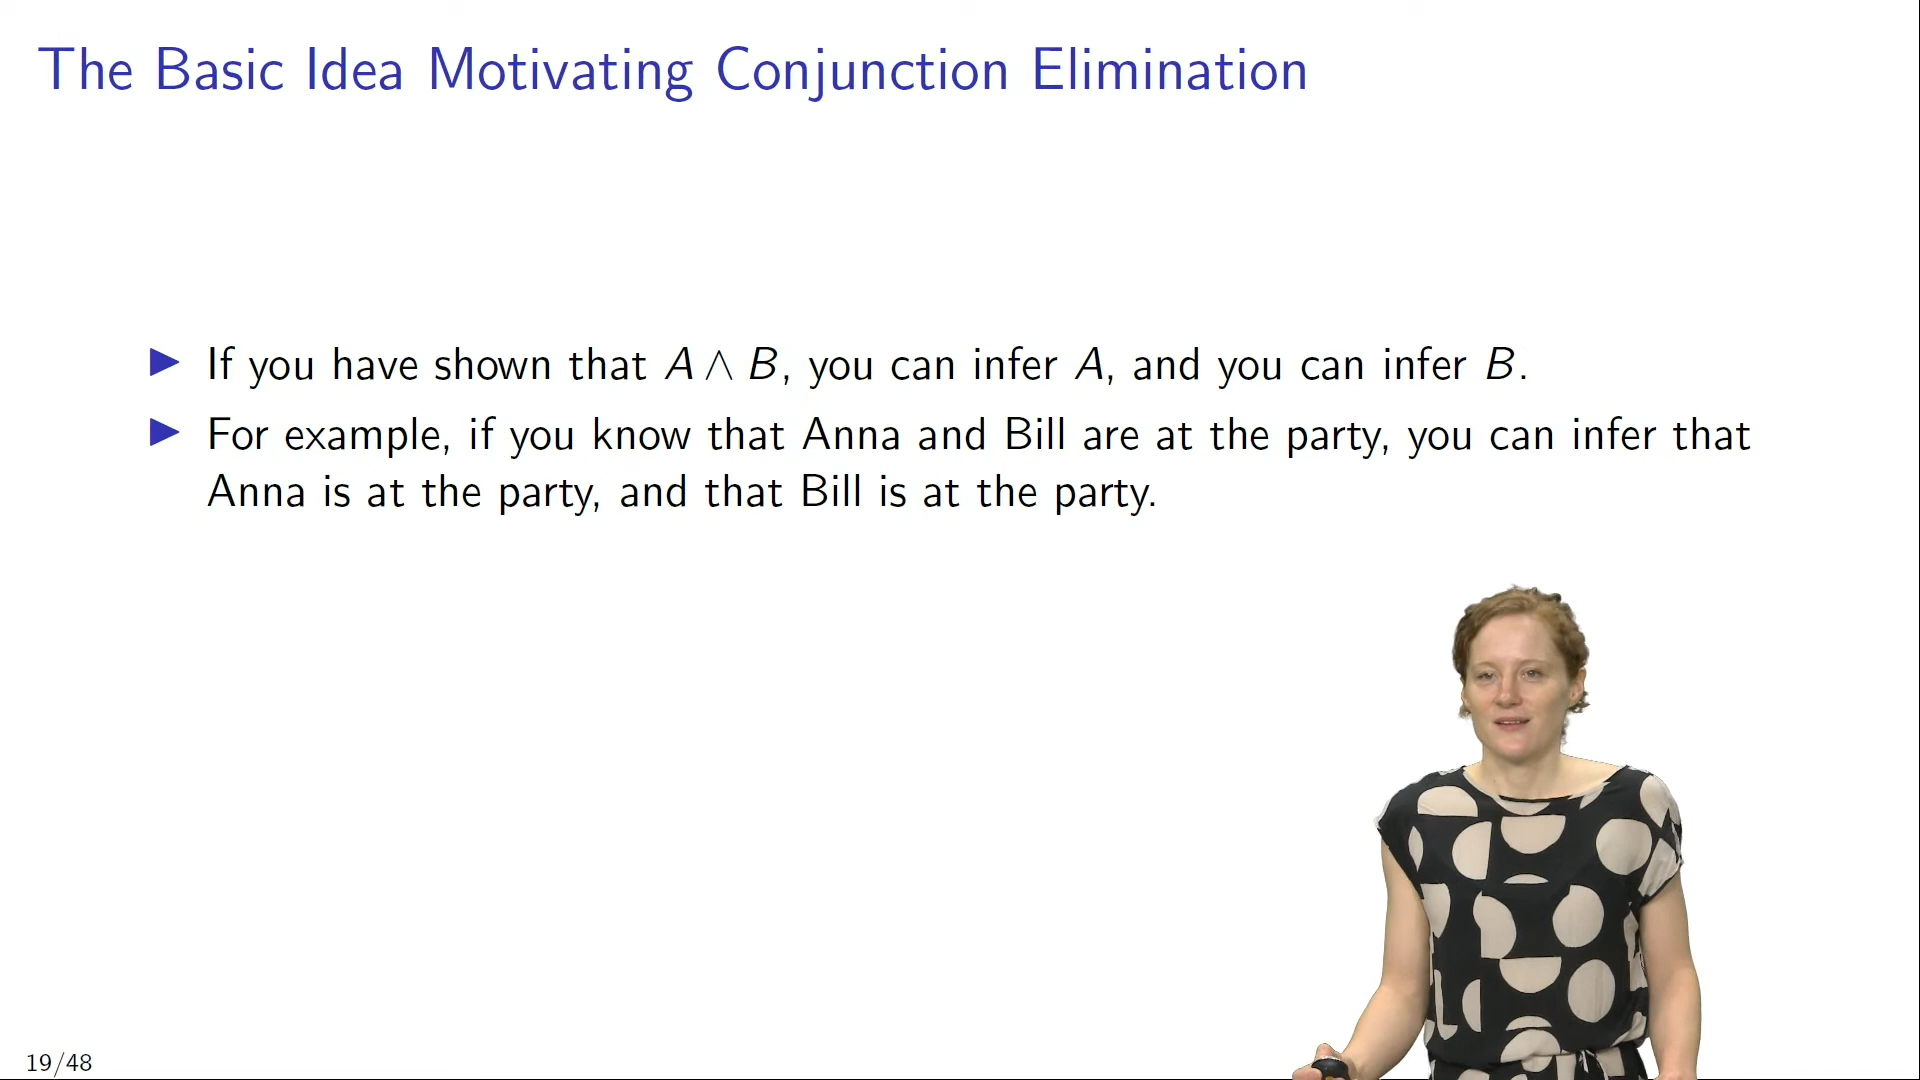 The Basic Idea Motivating Conjunction Elimination
▶ If you have shown that A ∧ B, you can infer A, and you can infer B.
▶ For example, if you know that Anna and Bill are at the party, you can infer that
Anna is at the party, and that Bill is at the party.
19/48